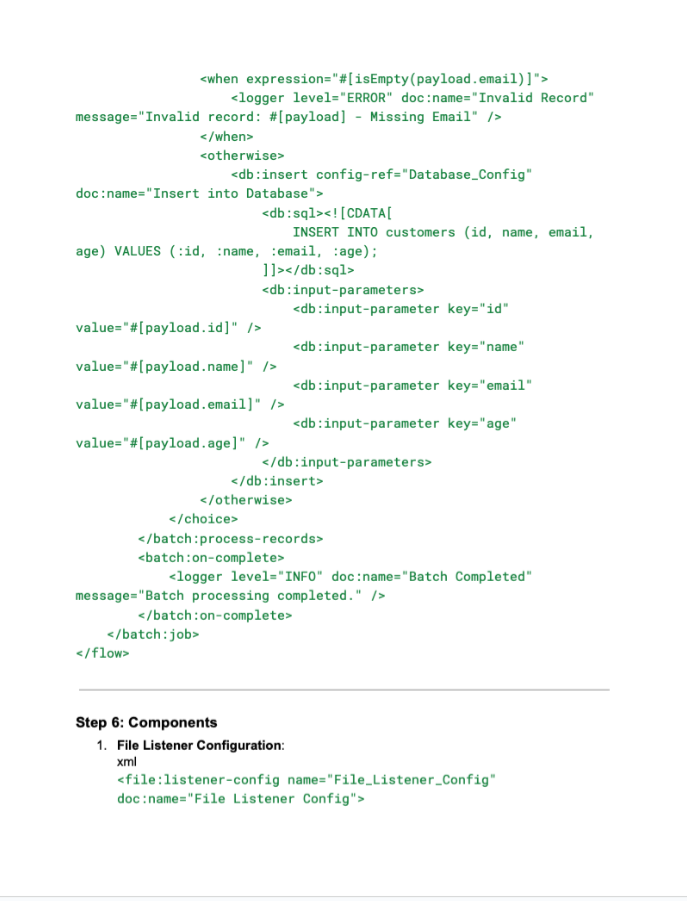 <when expression="#[isEmpty(payload.email)]">
<logger level="ERROR" doc:name="Invalid Record"
message="Invalid record: #[payload] - Missing Email" />
</when>
<otherwise>
<db:insert config-ref="Database_Config"
doc:name="Insert into Database">
<db:sql><![CDATA[
INSERT INTO customers (id, name, email,
age) VALUES (:id, :name, :email, :age);
]]></db:sql>
<db:input-parameters>
<db:input-parameter key="id"
value="#[payload.id]" />
<db:input-parameter key="name"
value="#[payload.name]" />
<db:input-parameter key="email"
value="#[payload.email]" />
<db:input-parameter key="age"
value="#[payload.age]" />
</db:input-parameters>
</db:insert>
</otherwise>
</choice>
</batch:process-records>
<batch:on-complete>
<logger level="INFO" doc:name="Batch Completed"
message="Batch processing completed." />
</batch:on-complete>
</batch:job>
</flow>
Step 6: Components
1. File Listener Configuration:
xml
<file:listener-config name="File_Listener_Config"
doc:name="File Listener Config">